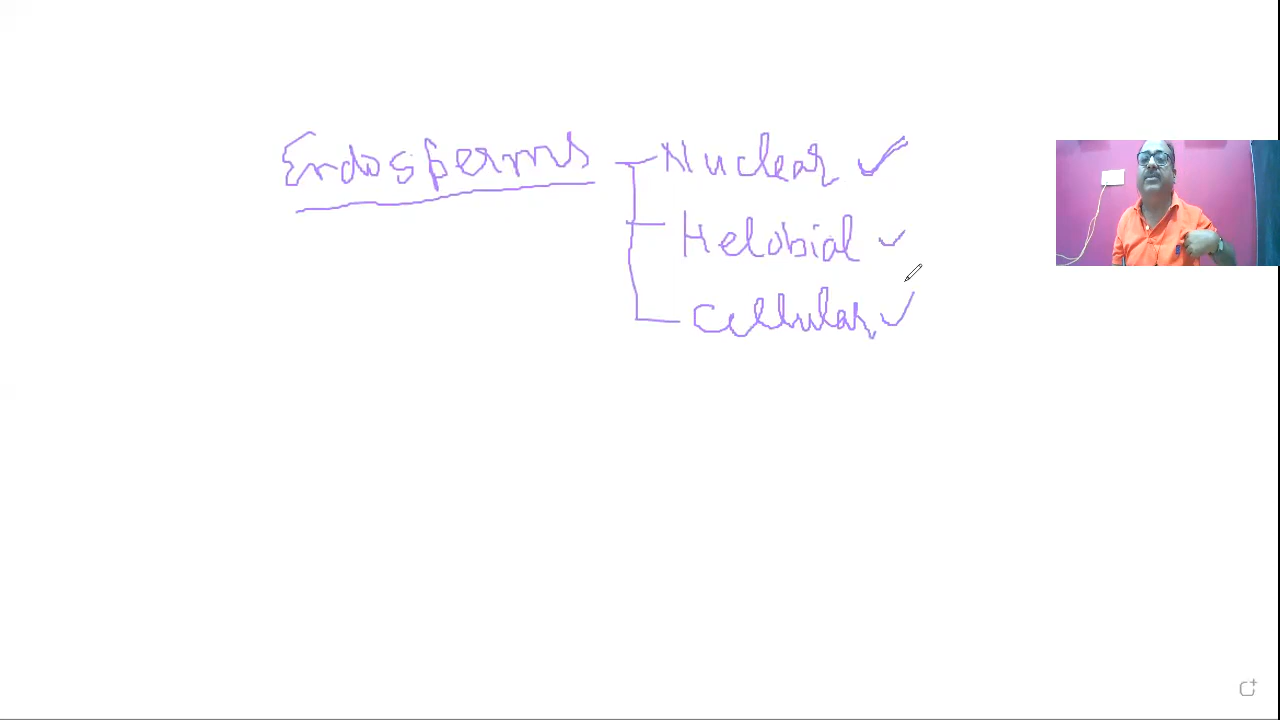 Endosperms Nuclear ✓
Helobial ✓
Cellular ✓